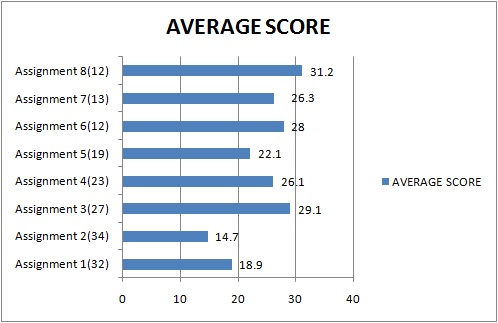 AVERAGE SCORE
Assignment 8(12) 31.2
Assignment 7(13) 26.3
Assignment 6(12) 28
Assignment 5(19) 22.1
Assignment 4(23) 26.1
Assignment 3(27) 29.1
Assignment 2(34) 14.7
Assignment 1(32) 18.9
0 10 20 30 40
AVERAGE SCORE